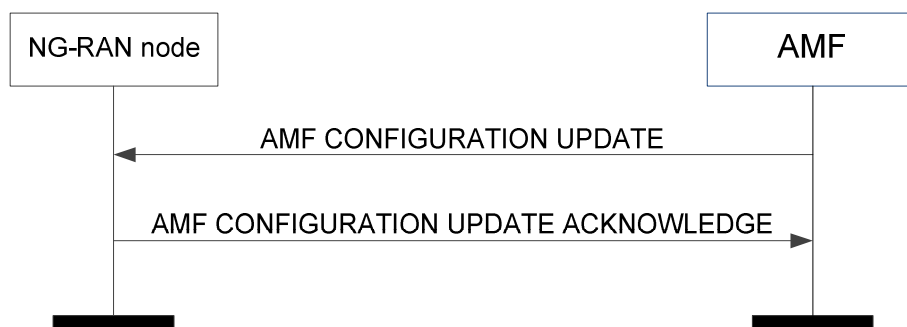 NG-RAN node
AMF
AMF CONFIGURATION UPDATE
AMF CONFIGURATION UPDATE ACKNOWLEDGE